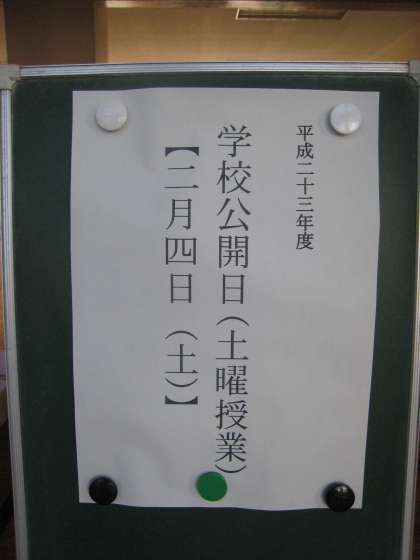 平成二十三年度
学校公開日(土曜授業)
【二月四日（土）】